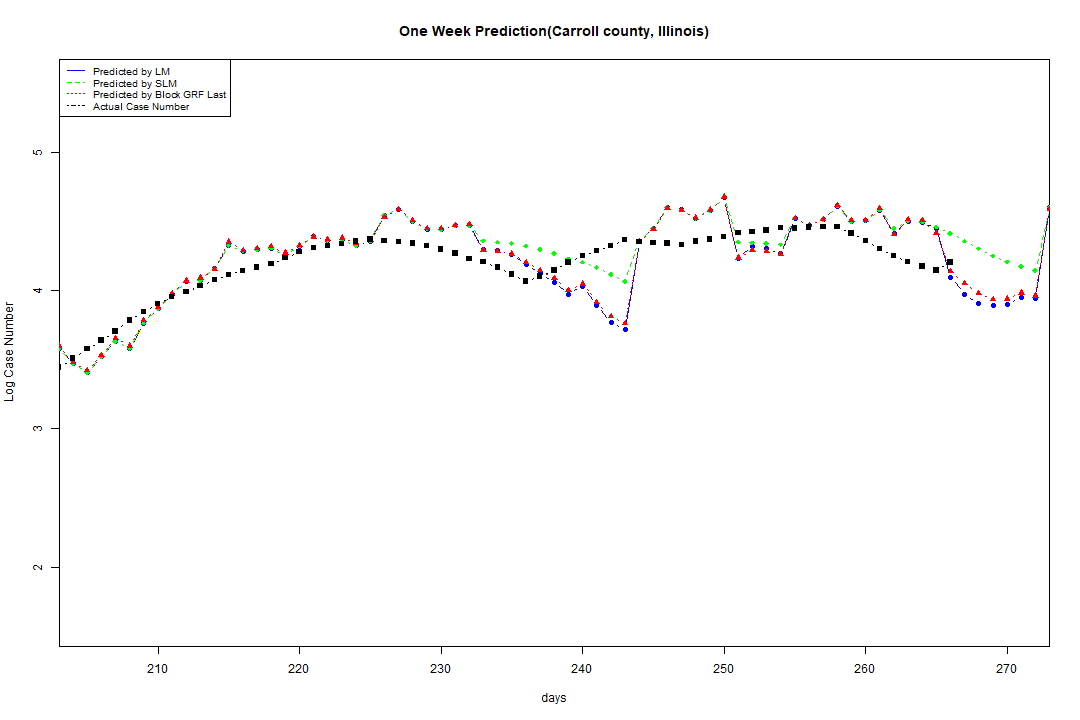 One Week Prediction(Carroll county, Illinois)
Predicted by LM
Predicted by SLM
Predicted by Block GRF Last
Actual Case Number
5
4
3
2
Log Case Number
210 220 230 240 250 260 270
days